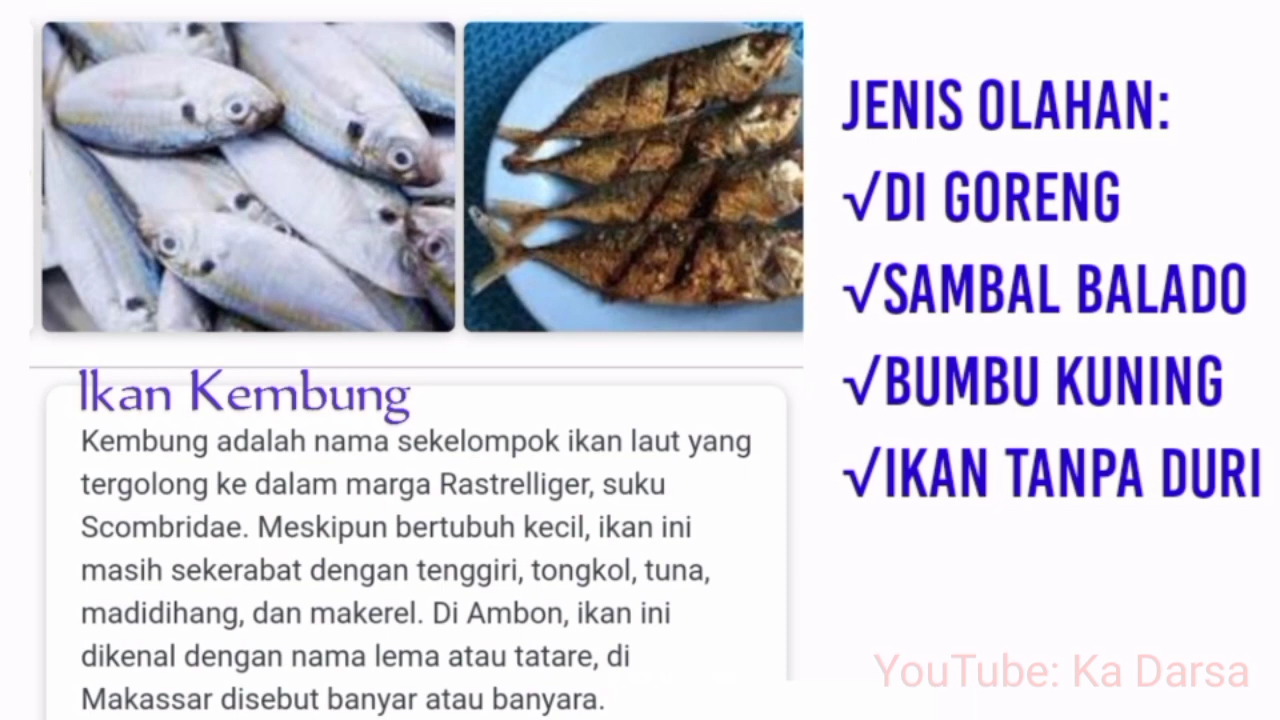 Ikan Kembung
Kembung adalah nama sekelompok ikan laut yang
tergolong ke dalam marga Rastrelliger, suku
Scombridae. Meskipun bertubuh kecil, ikan ini
masih sekerabat dengan tenggiri, tongkol, tuna,
madidihang, dan makerel. Di Ambon, ikan ini
dikenal dengan nama lema atau tatare, di
Makassar disebut banyar atau banyara.
JENIS OLAHAN:
√DI GORENG
√SAMBAL BALADO
√BUMBU KUNING
√IKAN TANPA DURI
YouTube: Ka Darsa